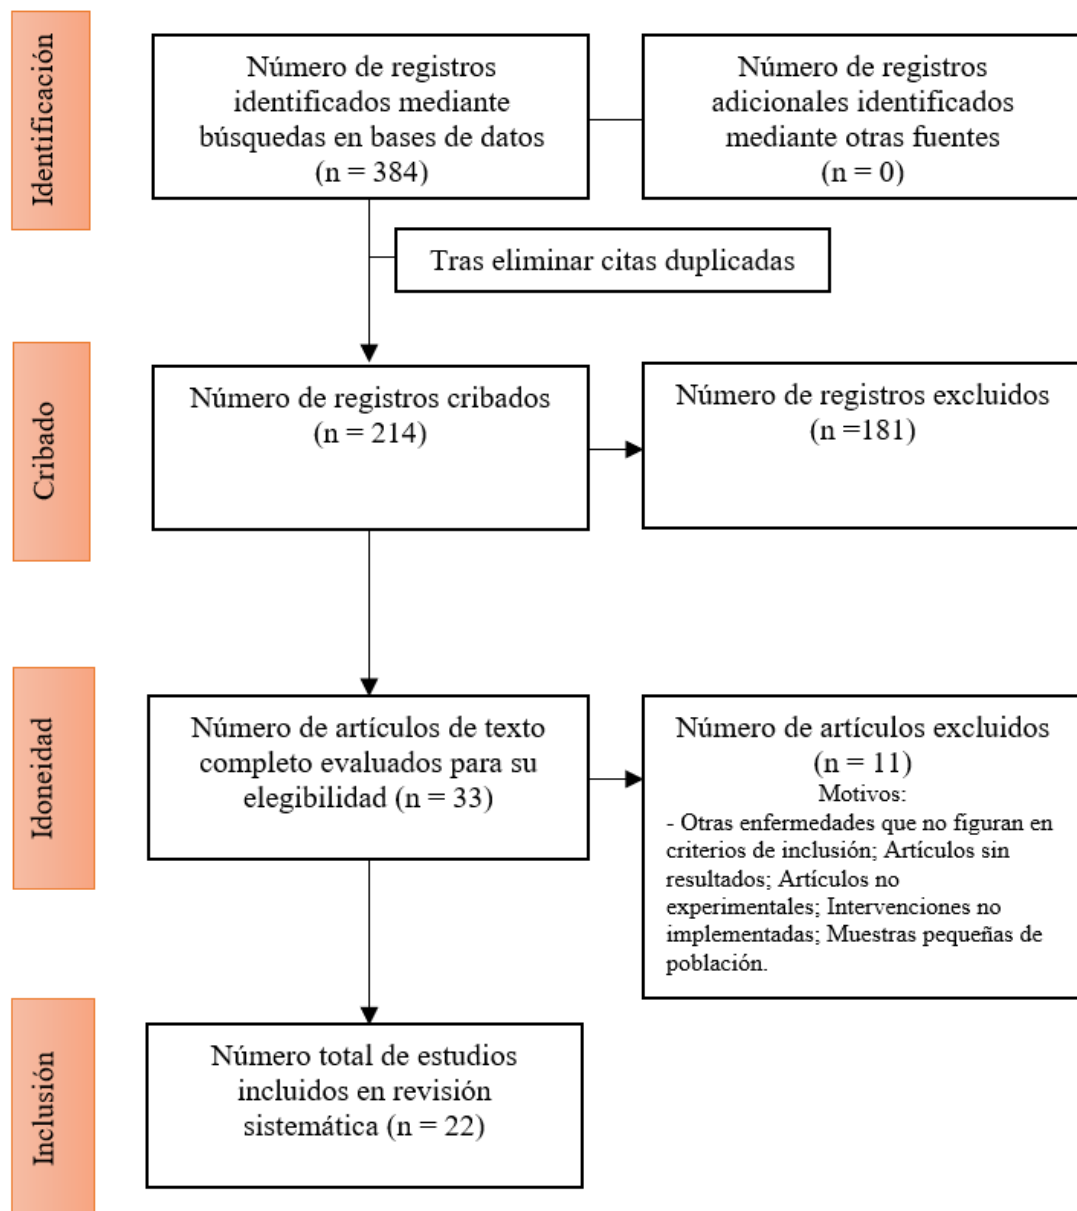 Identificación
Número de registros
identificados mediante
búsquedas en bases de datos
(n = 384)
Número de registros
adicionales identificados
mediante otras fuentes
(n = 0)
Tras eliminar citas duplicadas
Cribado
Número de registros cribados
(n = 214)
Número de registros excluidos
(n =181)
Idoneidad
Número de artículos de texto
completo evaluados para su
elegibilidad (n = 33)
Número de artículos excluidos
(n = 11)
Motivos:
- Otras enfermedades que no figuran en
criterios de inclusión; Artículos sin
resultados; Artículos no
experimentales; Intervenciones no
implementadas; Muestras pequeñas de
población.
Inclusión
Número total de estudios
incluidos en revisión
sistemática (n = 22)